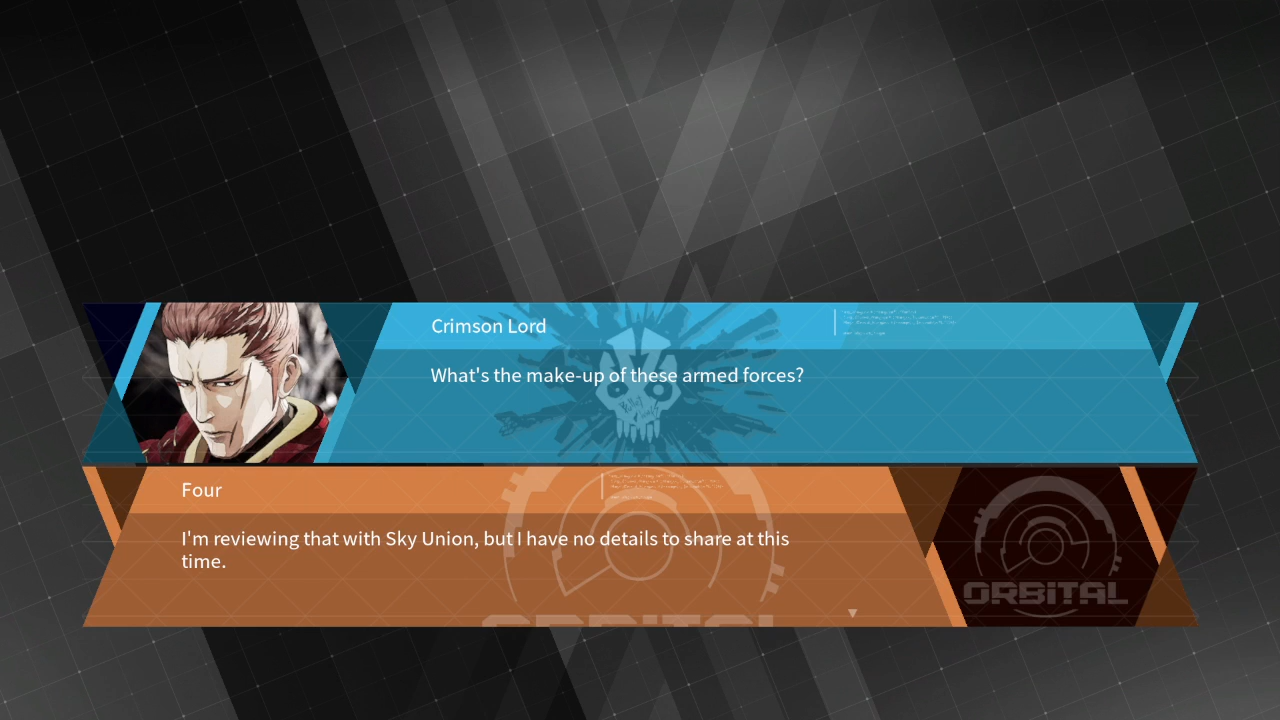 Crimson Lord
What's the make-up of these armed forces?
Four
I'm reviewing that with Sky Union, but I have no details to share at this
time.
ORBITAL
ORBITAL